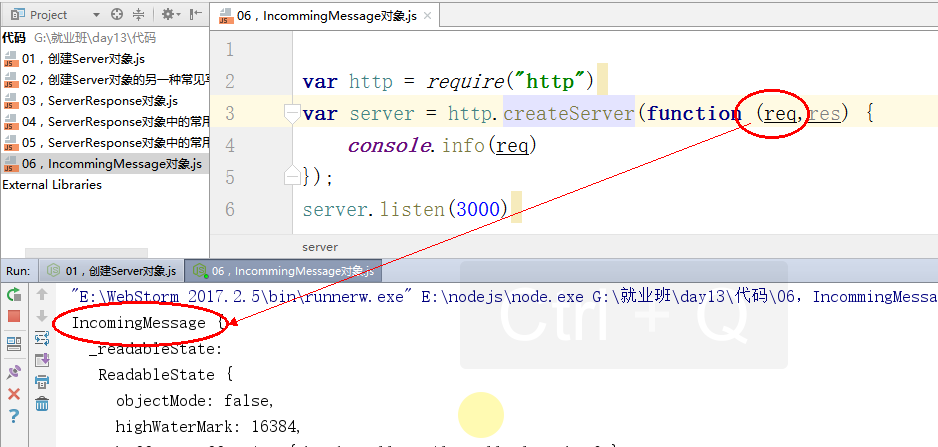 Project
06，IncommingMessage对象.js
代码 G:\就业班\day13\代码
01，创建Server对象.js
02，创建Server对象的另一种常见写
03，ServerResponse对象.js
04，ServerResponse对象中的常用
05，ServerResponse对象中的常用
06，IncommingMessage对象.js
External Libraries
1
2 var http = require("http")
3 var server = http.createServer(function (req,res) {
4 console.info(req)
5 });
6 server.listen(3000)
server
Run: 01，创建Server对象.js 06，IncommingMessage对象.js
"E:\WebStorm 2017.2.5\bin\runnerw.exe" E:\nodejs\node.exe G:\就业班\day13\代码\06，IncommingMessa
IncomingMessage {
_readableState:
ReadableState {
objectMode: false,
highWaterMark: 16384,
Ctrl + Q